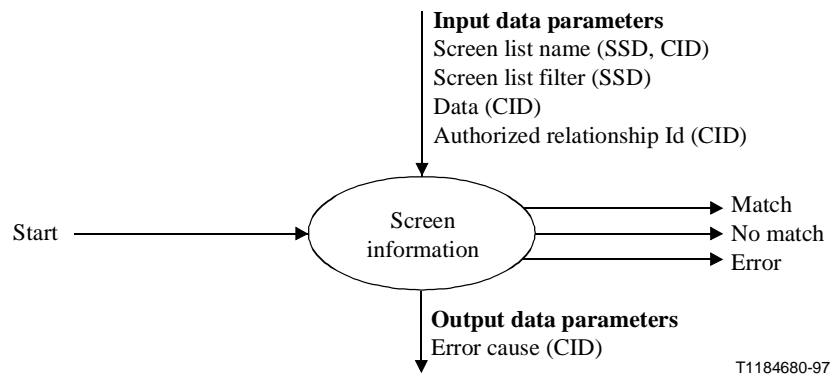 Input data parameters
Screen list name (SSD, CID)
Screen list filter (SSD)
Data (CID)
Authorized relationship Id (CID)
Start
Screen
information
Match
No match
Error
Output data parameters
Error cause (CID)
T1184680-97